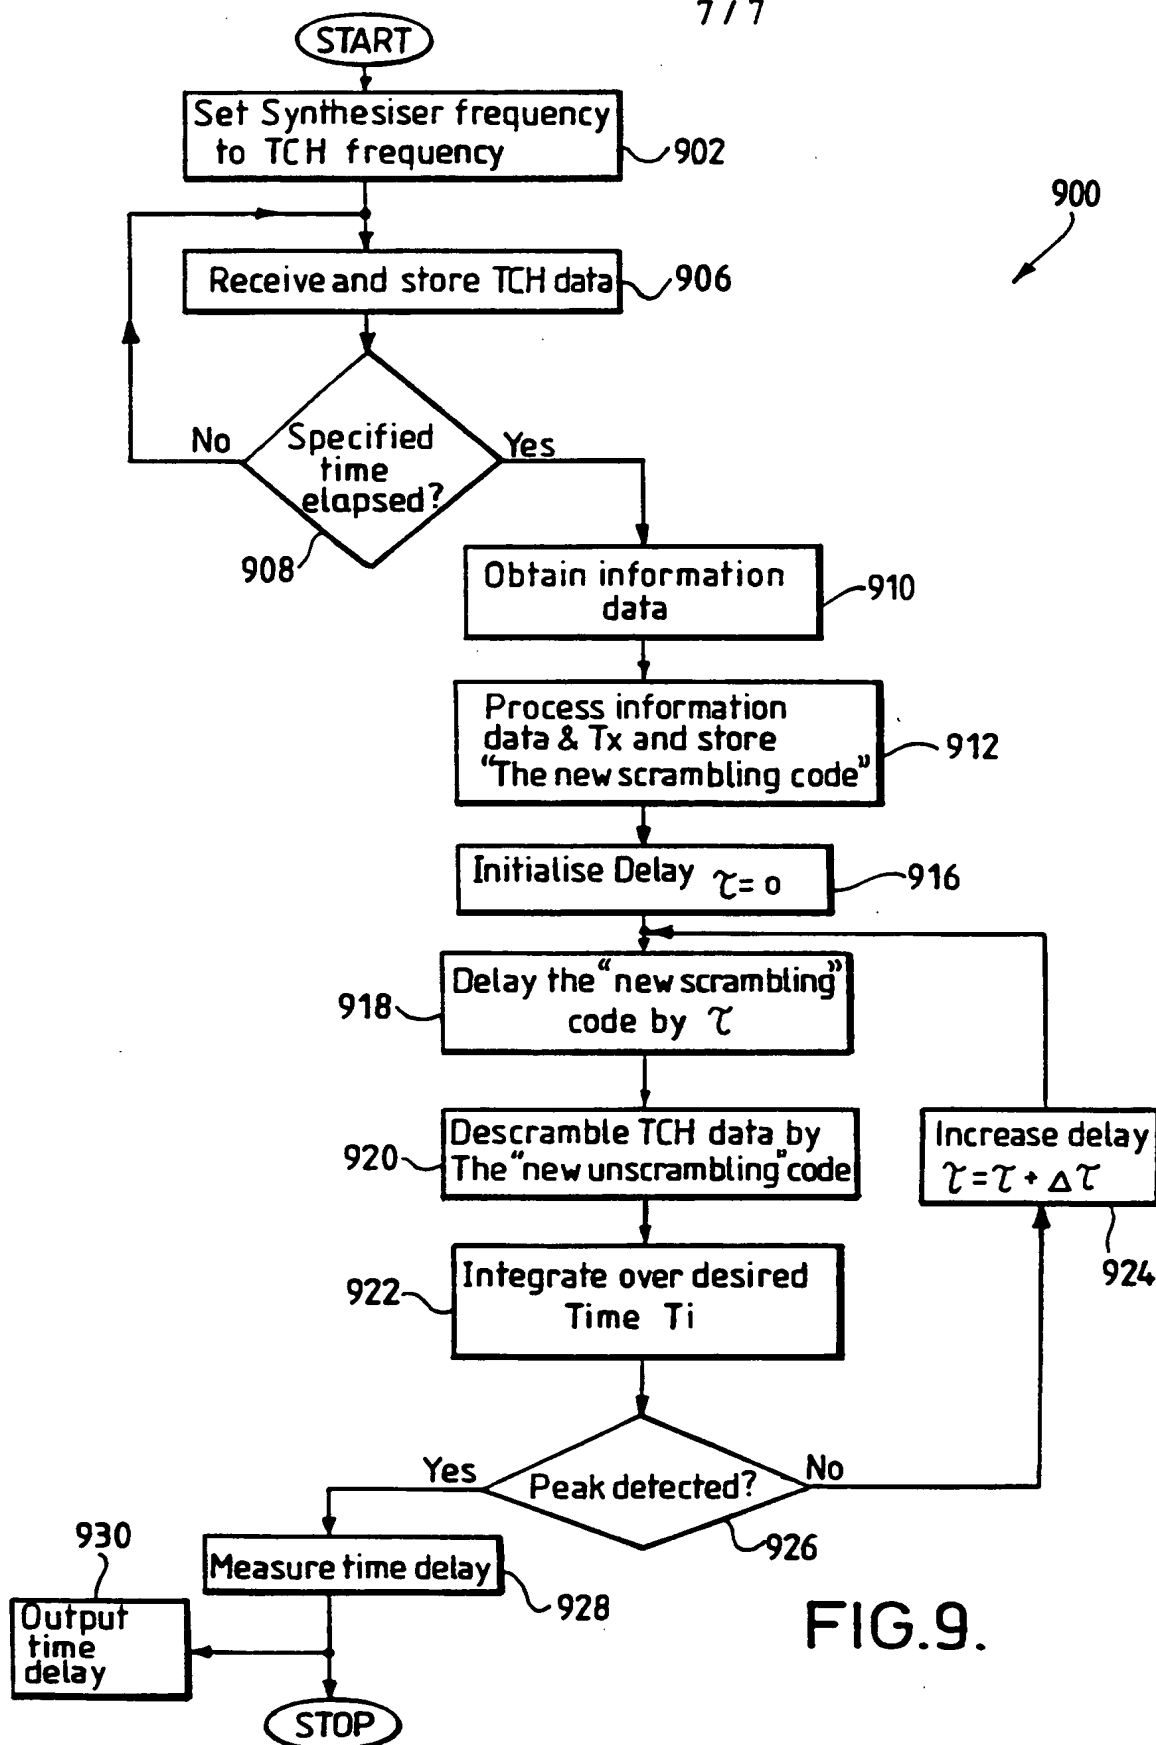 7/7
START
Set Synthesiser frequency
to TCH frequency
902
900
Receive and store TCH data
906
No
Specified
time
elapsed?
Yes
908
Obtain information
data
910
Process information
data & Tx and store
“The new scrambling code”
912
Initialise Delay τ= o
916
Delay the “new scrambling”
code by τ
918
Descramble TCH data by
The “new unscrambling” code
920
Increase delay
τ=τ+Δτ
924
Integrate over desired
Time Ti
922
Yes
Peak detected?
No
926
930
Measure time delay
928
Output
time
delay
STOP
FIG.9.